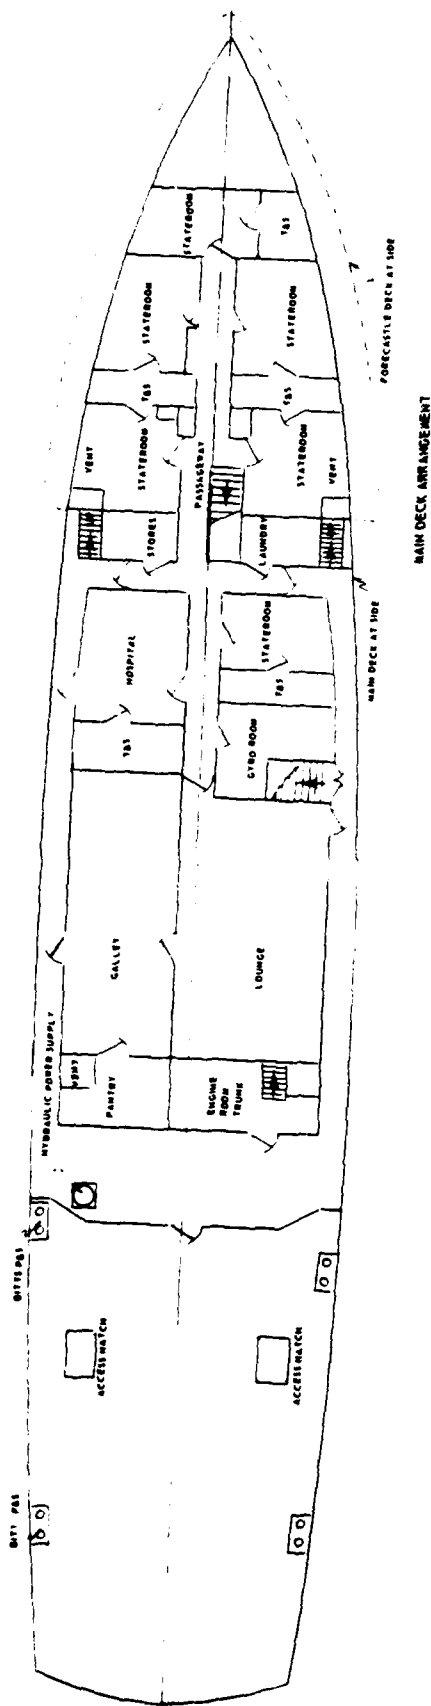 STATEROOM
T&S
STATEROOM
STATEROOM
FORECASTLE DECK AT SIDE
T&S
T&S
VENT
STATEROOM
PASSAGEWAY
STATEROOM
VENT
STORES
LAUNDRY
MAIN DECK AT SIDE
HOSPITAL
STATEROOM
T&S
T&S
GYRO ROOM
GALLEY
LOUNGE
HYDRAULIC POWER SUPPLY
VENT
PANTRY
ENGINE
ROOM
TRUNK
BITTS P&S
ACCESS HATCH
ACCESS HATCH
BITT P&S
MAIN DECK ARRANGEMENT